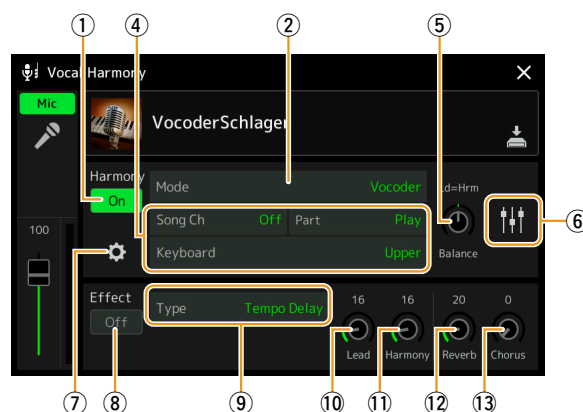 ① ④ ② ⑤
Vocal Harmony
Mic
VocoderSchlager
Harmony
On
Mode Vocoder
Ld=Hrm
Song Ch Off Part Play
Balance
Keyboard Upper
⑥
100
Effect
Off
Type Tempo Delay
16 16 20 0
Lead Harmony Reverb Chorus
⑦ ⑧ ⑨ ⑩ ⑪ ⑫ ⑬